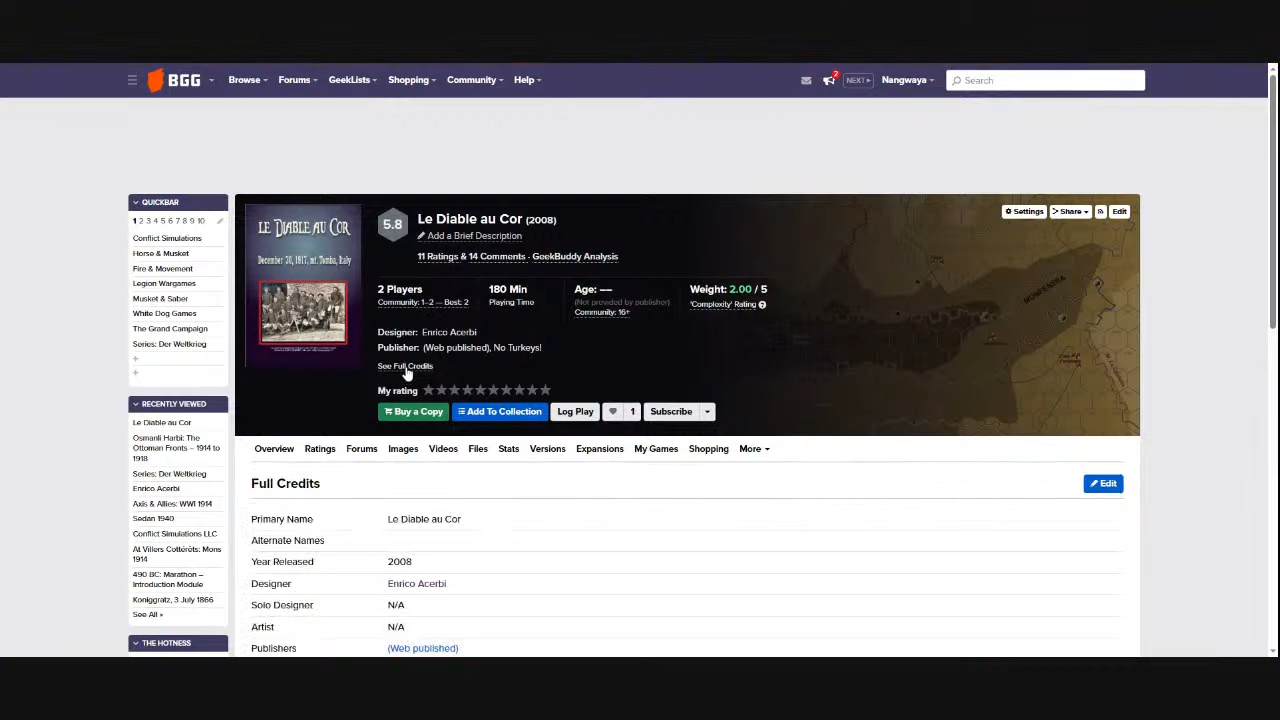 BGG Browse Forums GeekLists Shopping Community Help 2 NEXT Nangwaya Search
QUICKBAR
1 2 3 4 5 6 7 8 9 10
Conflict Simulations
Horse & Musket
Fire & Movement
Legion Wargames
Musket & Saber
White Dog Games
The Grand Campaign
Series: Der Weltkrieg
+
+
RECENTLY VIEWED
Le Diable au Cor
Osmanli Harbi: The
Ottoman Fronts – 1914 to
1918
Series: Der Weltkrieg
Enrico Acerbi
Axis & Allies: WWI 1914
Sedan 1940
Conflict Simulations LLC
At Villers Cottérêts: Mons
1914
490 BC: Marathon –
Introduction Module
Koniggratz, 3 July 1866
See All »
THE HOTNESS
LE DIABLE AU COR
December 30, 1917, mt. Tomba, Italy
5.8
Le Diable au Cor (2008)
Add a Brief Description
11 Ratings & 14 Comments · GeekBuddy Analysis
Settings Share Edit
2 Players 180 Min Age: –– Weight: 2.00 / 5
Community: 1–2 — Best: 2 Playing Time (Not provided by publisher) 'Complexity' Rating ?
Community: 16+
Designer: Enrico Acerbi
Publisher: (Web published), No Turkeys!
See Full Credits
My rating
Buy a Copy Add To Collection Log Play 1 Subscribe
MONFENERA
Overview Ratings Forums Images Videos Files Stats Versions Expansions My Games Shopping More
Full Credits Edit
Primary Name Le Diable au Cor
Alternate Names
Year Released 2008
Designer Enrico Acerbi
Solo Designer N/A
Artist N/A
Publishers (Web published)